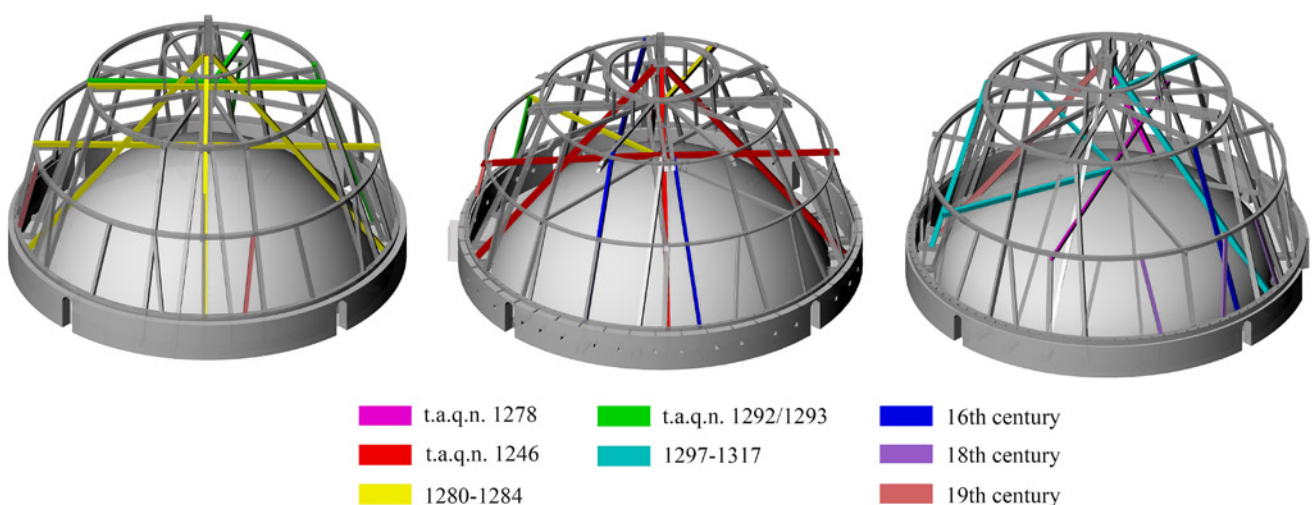 t.a.q.n. 1278
t.a.q.n. 1246
1280-1284
t.a.q.n. 1292/1293
1297-1317
16th century
18th century
19th century